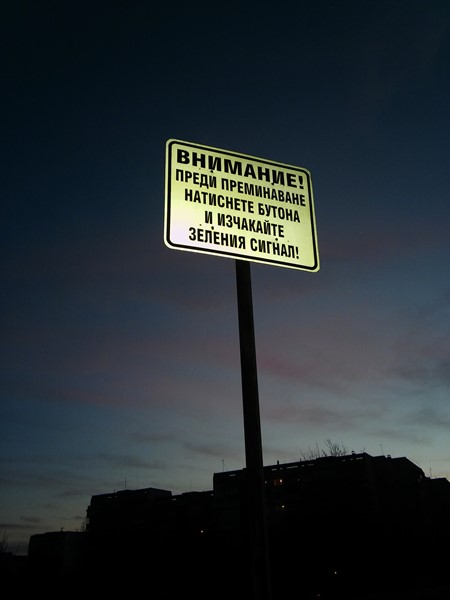 ВНИМАНИЕ!
ПРЕДИ ПРЕМИНАВАНЕ
НАТИСНЕТЕ БУТОНА
И ИЗЧАКАЙТЕ
ЗЕЛЕНИЯ СИГНАЛ!